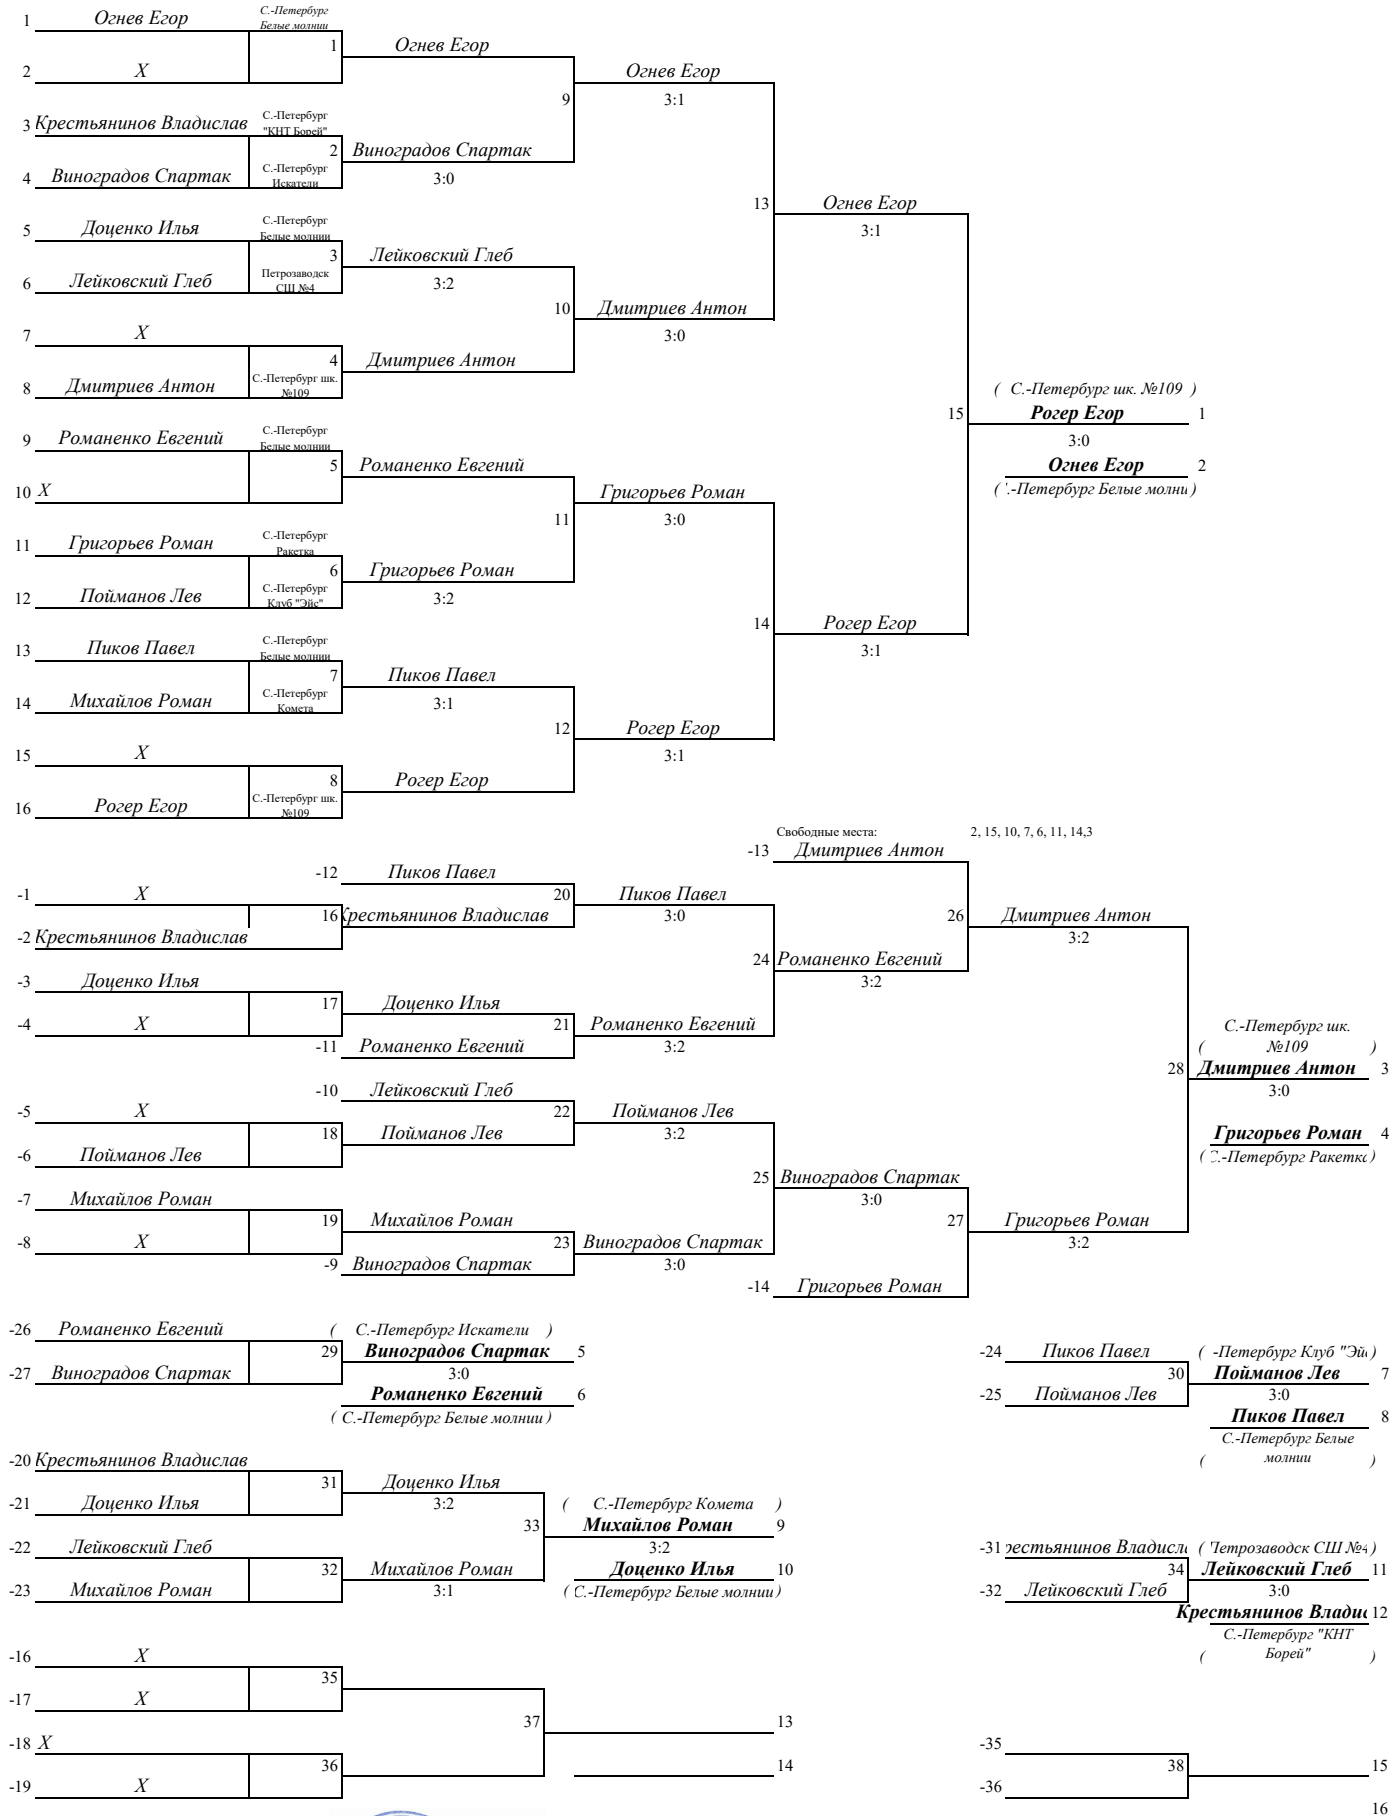 1 Огнев Егор С.-Петербург
Белые молнии
1 Огнев Егор
2 X Огнев Егор
9 3:1
3 Крестьянинов Владислав С.-Петербург
"КНТ Борей"
2 Виноградов Спартак
4 Виноградов Спартак С.-Петербург
Искатели 3:0
13 Огнев Егор
3:1
5 Доценко Илья С.-Петербург
Белые молнии
3 Лейковский Глеб
6 Лейковский Глеб Петрозаводск
СШ №4 3:2
10 Дмитриев Антон
3:0
7 X
4 Дмитриев Антон
8 Дмитриев Антон С.-Петербург шк.
№109
( С.-Петербург шк. №109 )
15 Рогер Егор 1
3:0
Огнев Егор 2
( .-Петербург Белые молни )
9 Романенко Евгений С.-Петербург
Белые молнии
5 Романенко Евгений
10 X Григорьев Роман
11 3:0
11 Григорьев Роман С.-Петербург
Ракетка
6 Григорьев Роман
12 Пойманов Лев С.-Петербург
Клуб "Эйс" 3:2
14 Рогер Егор
3:1
13 Пиков Павел С.-Петербург
Белые молнии
7 Пиков Павел
14 Михайлов Роман С.-Петербург
Комета 3:1
12 Рогер Егор
3:1
15 X
8 Рогер Егор
16 Рогер Егор С.-Петербург шк.
№109
Свободные места: 2, 15, 10, 7, 6, 11, 14,3
-13 Дмитриев Антон
-12 Пиков Павел
-1 X 20 Пиков Павел
16 Крестьянинов Владислав 3:0 26 Дмитриев Антон
-2 Крестьянинов Владислав 3:2
24 Романенко Евгений
-3 Доценко Илья 3:2
17 Доценко Илья
-4 X 21 Романенко Евгений
-11 Романенко Евгений 3:2
С.-Петербург шк.
( №109 )
28 Дмитриев Антон 3
3:0
-10 Лейковский Глеб
-5 X 22 Пойманов Лев
18 Пойманов Лев 3:2 Григорьев Роман 4
-6 Пойманов Лев ( .-Петербург Ракетка )
25 Виноградов Спартак
-7 Михайлов Роман 3:0
19 Михайлов Роман 27 Григорьев Роман
-8 X 23 Виноградов Спартак 3:2
-9 Виноградов Спартак 3:0
-14 Григорьев Роман
-26 Романенко Евгений ( С.-Петербург Искатели )
29 Виноградов Спартак 5
-27 Виноградов Спартак 3:0
Романенко Евгений 6
( С.-Петербург Белые молнии )
-24 Пиков Павел ( -Петербург Клуб "Эйс )
30 Пойманов Лев 7
-25 Пойманов Лев 3:0
Пиков Павел 8
С.-Петербург Белые
( молнии )
-20 Крестьянинов Владислав
31 Доценко Илья
-21 Доценко Илья 3:2 ( С.-Петербург Комета )
33 Михайлов Роман 9
-22 Лейковский Глеб 3:2
32 Михайлов Роман Доценко Илья 10
-23 Михайлов Роман 3:1 ( С.-Петербург Белые молнии )
-31 рестьянинов Владисл ( Петрозаводск СШ №4 )
34 Лейковский Глеб 11
-32 Лейковский Глеб 3:0
Крестьянинов Владис 12
С.-Петербург "КНТ
( Борей" )
-16 X
35
-17 X
37 13
-18 X
36 14
-19 X
-35
38 15
-36
16